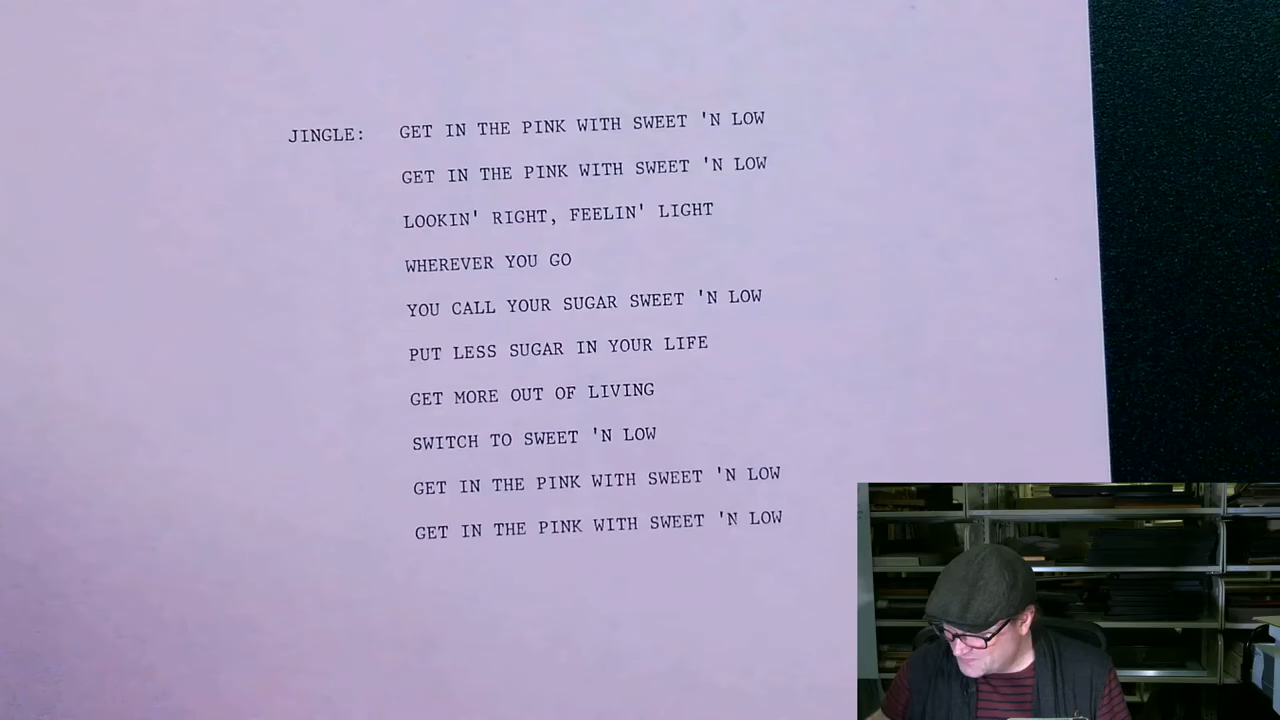 JINGLE: GET IN THE PINK WITH SWEET 'N LOW
GET IN THE PINK WITH SWEET 'N LOW
LOOKIN' RIGHT, FEELIN' LIGHT
WHEREVER YOU GO
YOU CALL YOUR SUGAR SWEET 'N LOW
PUT LESS SUGAR IN YOUR LIFE
GET MORE OUT OF LIVING
SWITCH TO SWEET 'N LOW
GET IN THE PINK WITH SWEET 'N LOW
GET IN THE PINK WITH SWEET 'N LOW